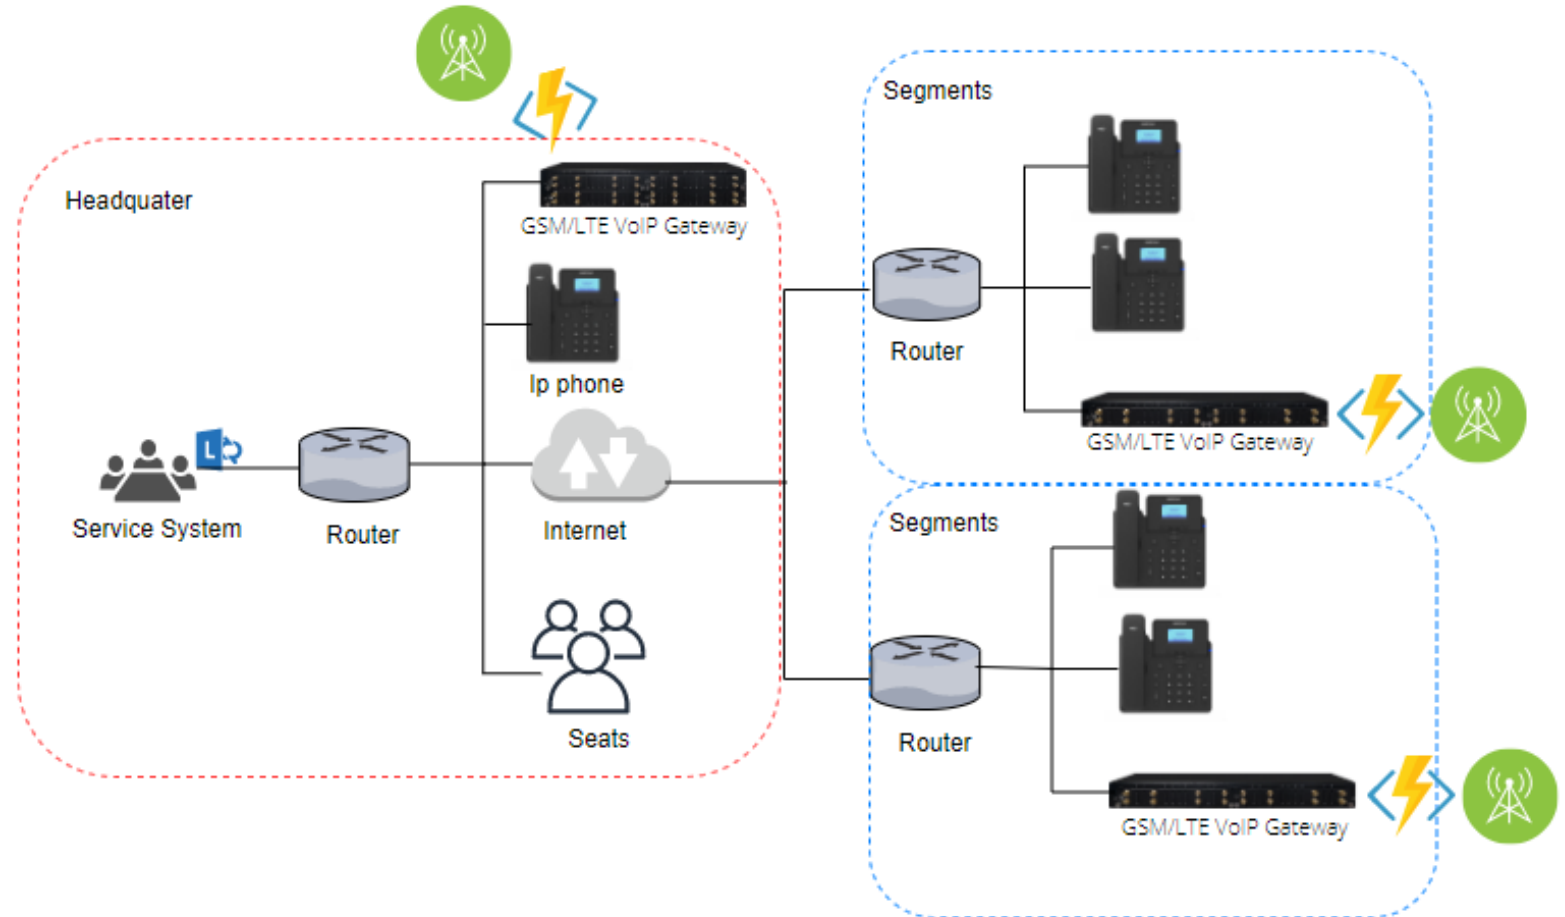 Headquater
GSM/LTE VoIP Gateway
Ip phone
L
Service System
Router
Internet
Seats
Segments
Router
GSM/LTE VoIP Gateway
Segments
Router
GSM/LTE VoIP Gateway